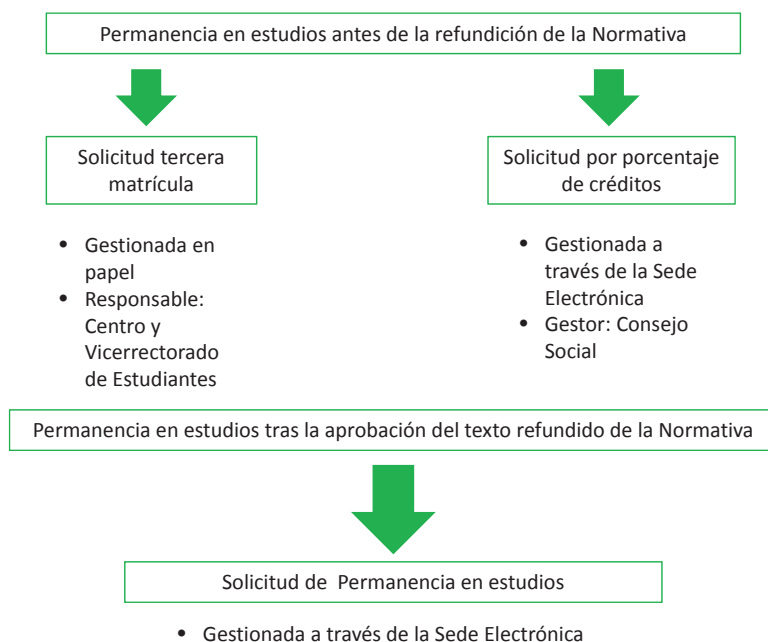 Permanencia en estudios antes de la refundición de la Normativa
Solicitud tercera
matrícula
• Gestionada en
papel
• Responsable:
Centro y
Vicerrectorado
de Estudiantes
Solicitud por porcentaje
de créditos
• Gestionada a
través de la Sede
Electrónica
• Gestor: Consejo
Social
Permanencia en estudios tras la aprobación del texto refundido de la Normativa
Solicitud de Permanencia en estudios
• Gestionada a través de la Sede Electrónica